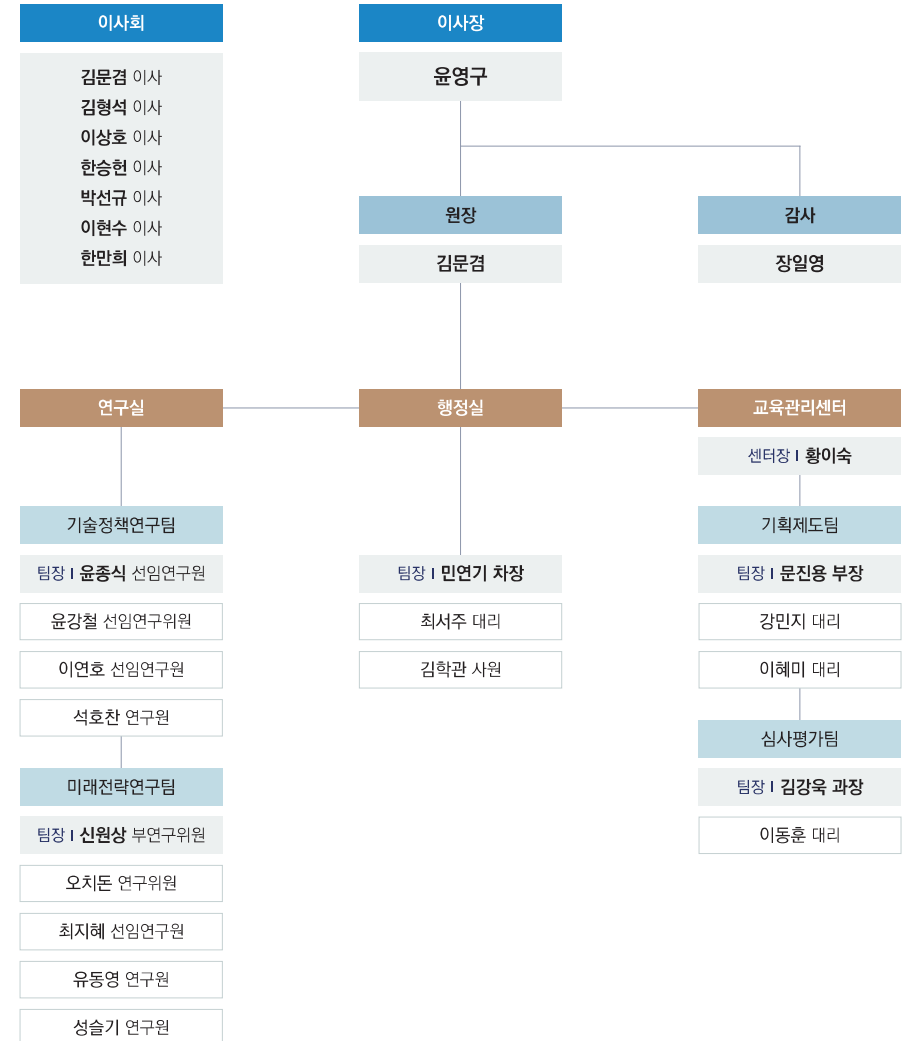 이사회
김문겸 이사
김형석 이사
이상호 이사
한승헌 이사
박선규 이사
이현수 이사
한만희 이사
이사장
윤영구
원장
김문겸
감사
장일영
연구실
기술정책연구팀
팀장 I 윤종식 선임연구원
윤강철 선임연구위원
이연호 선임연구원
석호찬 연구원
미래전략연구팀
팀장 I 신원상 부연구위원
오치돈 연구위원
최지혜 선임연구원
유동영 연구원
성슬기 연구원
행정실
팀장 I 민연기 차장
최서주 대리
김학관 사원
교육관리센터
센터장 I 황이숙
기획제도팀
팀장 I 문진용 부장
강민지 대리
이혜미 대리
심사평가팀
팀장 I 김강욱 과장
이동훈 대리